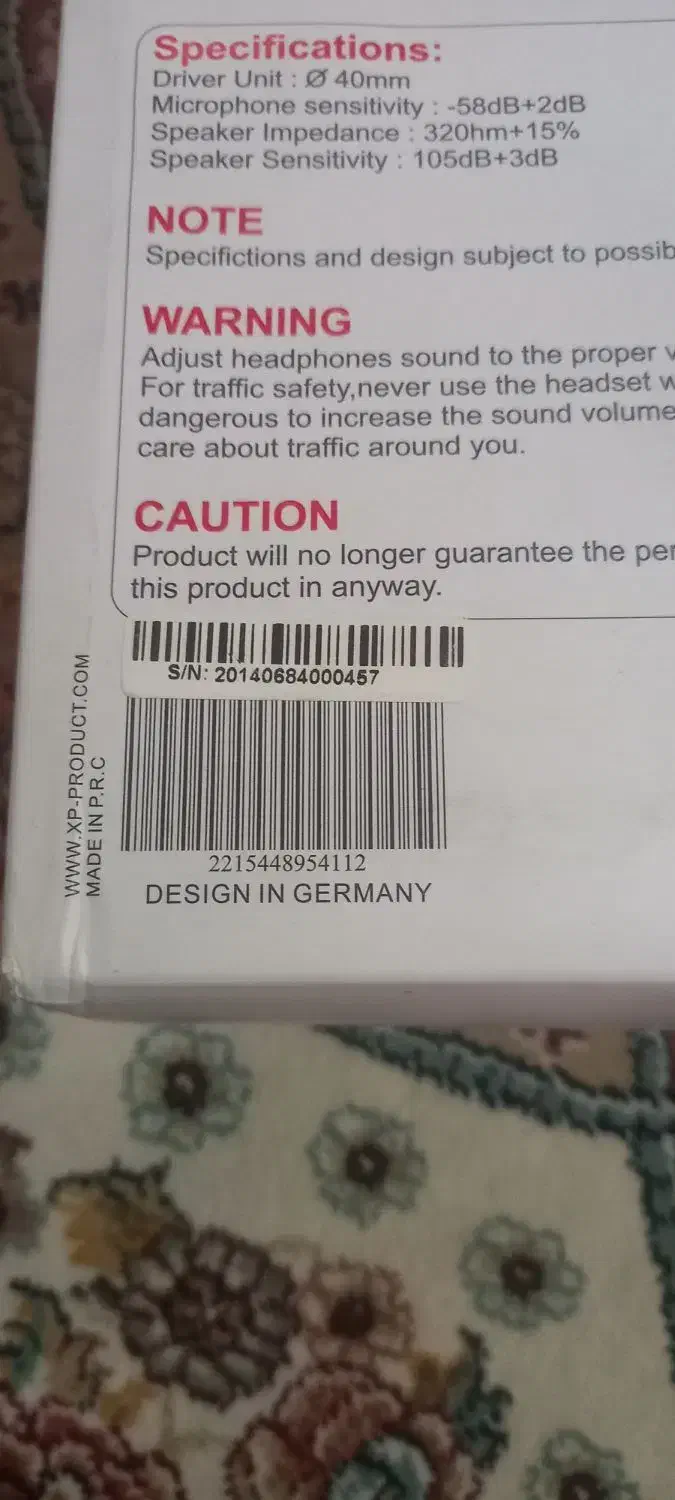 Specifications:
Driver Unit : Ø 40mm
Microphone sensitivity : -58dB+2dB
Speaker Impedance : 320hm+15%
Speaker Sensitivity : 105dB+3dB
NOTE
Specifictions and design subject to possib
WARNING
Adjust headphones sound to the proper v
For traffic safety,never use the headset w
dangerous to increase the sound volume
care about traffic around you.
CAUTION
Product will no longer guarantee the per
this product in anyway.
S/N: 20140684000457
2215448954112
DESIGN IN GERMANY
WWW.XP-PRODUCT.COM
MADE IN P.R.C